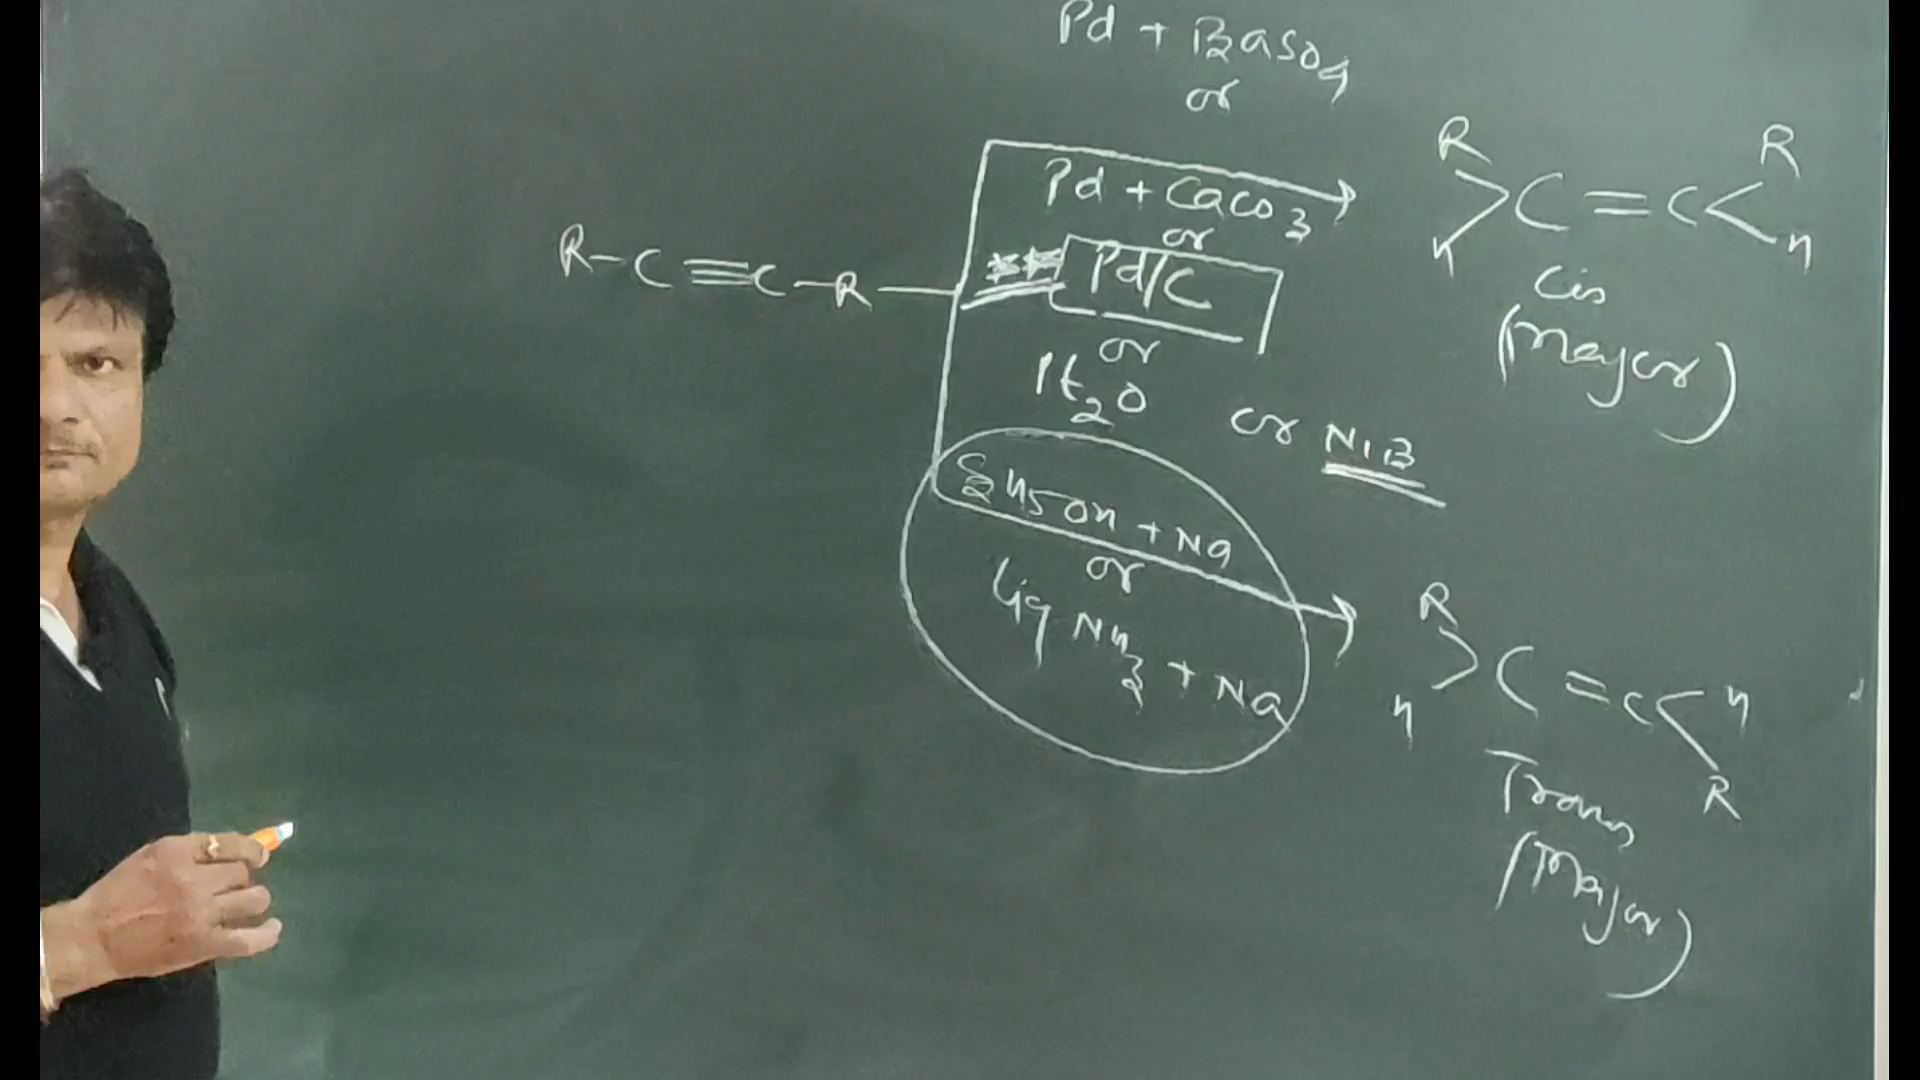 Pd + BaSO4
or
Pd + CaCO3
or
** Pd/C
or
Pt2O or NiB
R-C≡C-R
R R
>C=C<
H H
Cis
(Major)
C2H5OH + Na
or
Liq NH3 + Na
R H
>C=C<
H R
Trans
(Major)